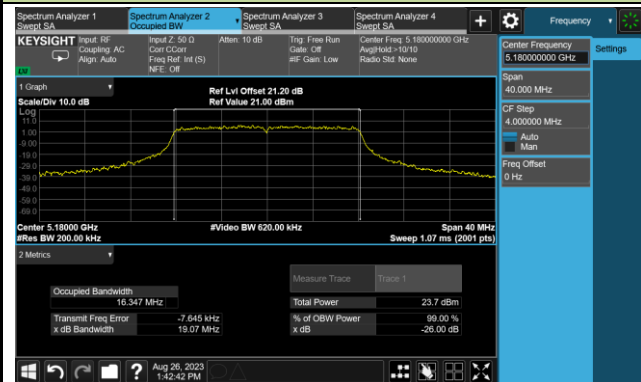 Spectrum Analyzer 1
Swept SA
Spectrum Analyzer 2
Occupied BW
Spectrum Analyzer 3
Swept SA
Spectrum Analyzer 4
Swept SA
+
Frequency
KEYSIGHT
Input: RF
Coupling: AC
Align: Auto
Input Z: 50 Ω
Corr CCorr
Freq Ref: Int (S)
NFE: Off
Atten: 10 dB
Trig: Free Run
Gate: Off
#IF Gain: Low
Center Freq: 5.180000000 GHz
Avg|Hold:>10/10
Radio Std: None
LXI
Center Frequency
5.180000000 GHz
Settings
Span
40.000 MHz
CF Step
4.000000 MHz
Auto
Man
Freq Offset
0 Hz
1 Graph
Scale/Div 10.0 dB
Ref Lvl Offset 21.20 dB
Ref Value 21.00 dBm
Log
11.0
1.00
-9.00
-19.0
-29.0
-39.0
-49.0
-59.0
-69.0
Center 5.18000 GHz
#Video BW 620.00 kHz
Span 40 MHz
#Res BW 200.00 kHz
Sweep 1.07 ms (2001 pts)
2 Metrics
Measure Trace
Trace 1
Occupied Bandwidth
16.347 MHz
Total Power
23.7 dBm
Transmit Freq Error
-7.645 kHz
% of OBW Power
99.00 %
x dB Bandwidth
19.07 MHz
x dB
-26.00 dB
?
Aug 26, 2023
1:42:42 PM